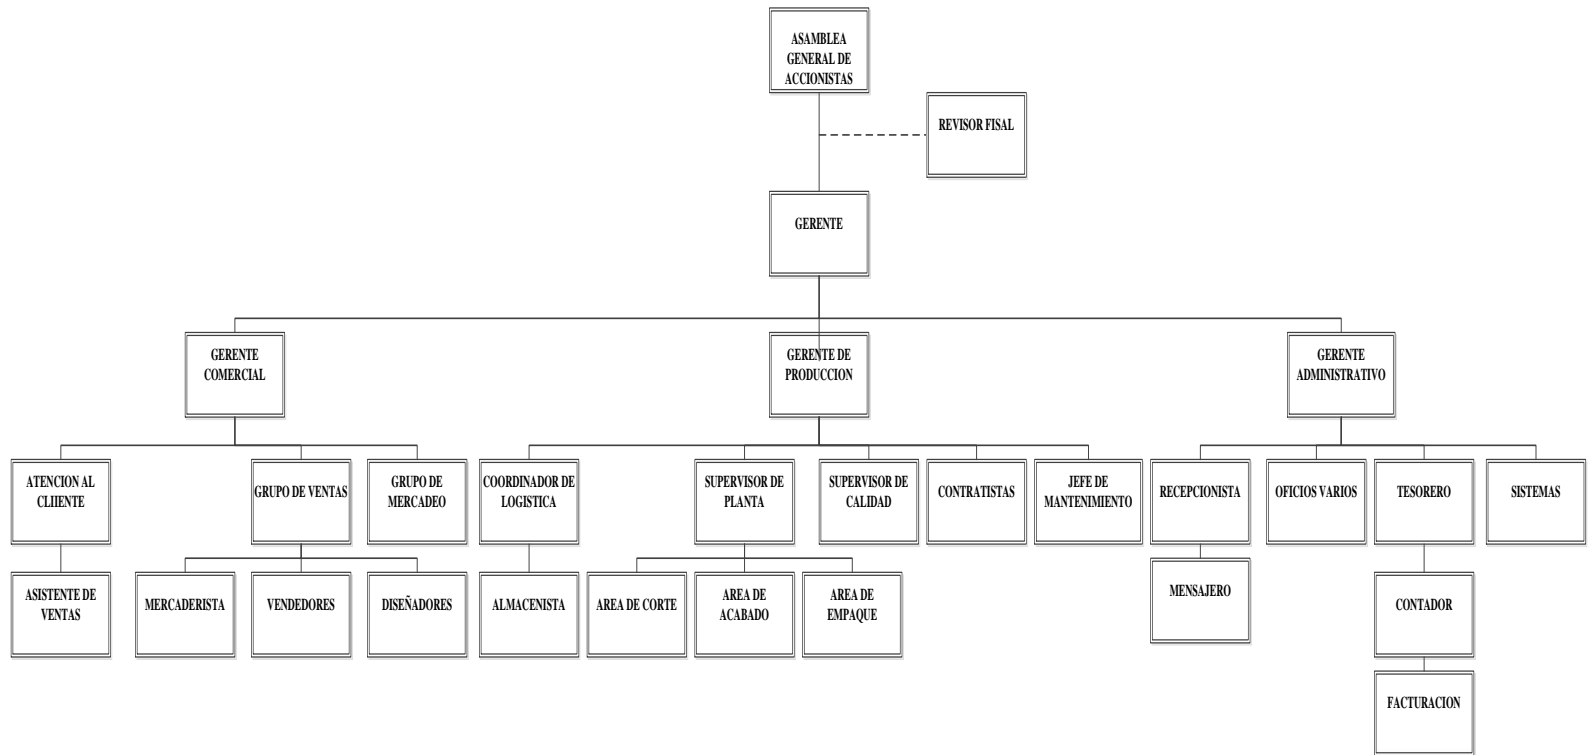 ASAMBLEA
GENERAL DE
ACCIONISTAS
REVISOR FISAL
GERENTE
GERENTE
COMERCIAL
GERENTE DE
PRODUCCION
GERENTE
ADMINISTRATIVO
ATENCION AL
CLIIENTE
GRUPO DE VENTAS
GRUPO DE
MERCADEO
COORDINADOR DE
LOGISTICA
SUPERVISOR DE
PLANTA
SUPERVISOR DE
CALIDAD
CONTRATISTAS
JEFE DE
MANTENIMIENTO
RECEPCIONISTA
OFICIOS VARIOS
TESORERO
SISTEMAS
ASISTENTE DE
VENTAS
MERCADERISTA
VENDEDORES
DISEÑADORES
ALMACENISTA
AREA DE CORTE
AREA DE
ACABADO
AREA DE
EMPAQUE
MENSAJERO
CONTADOR
FACTURACION